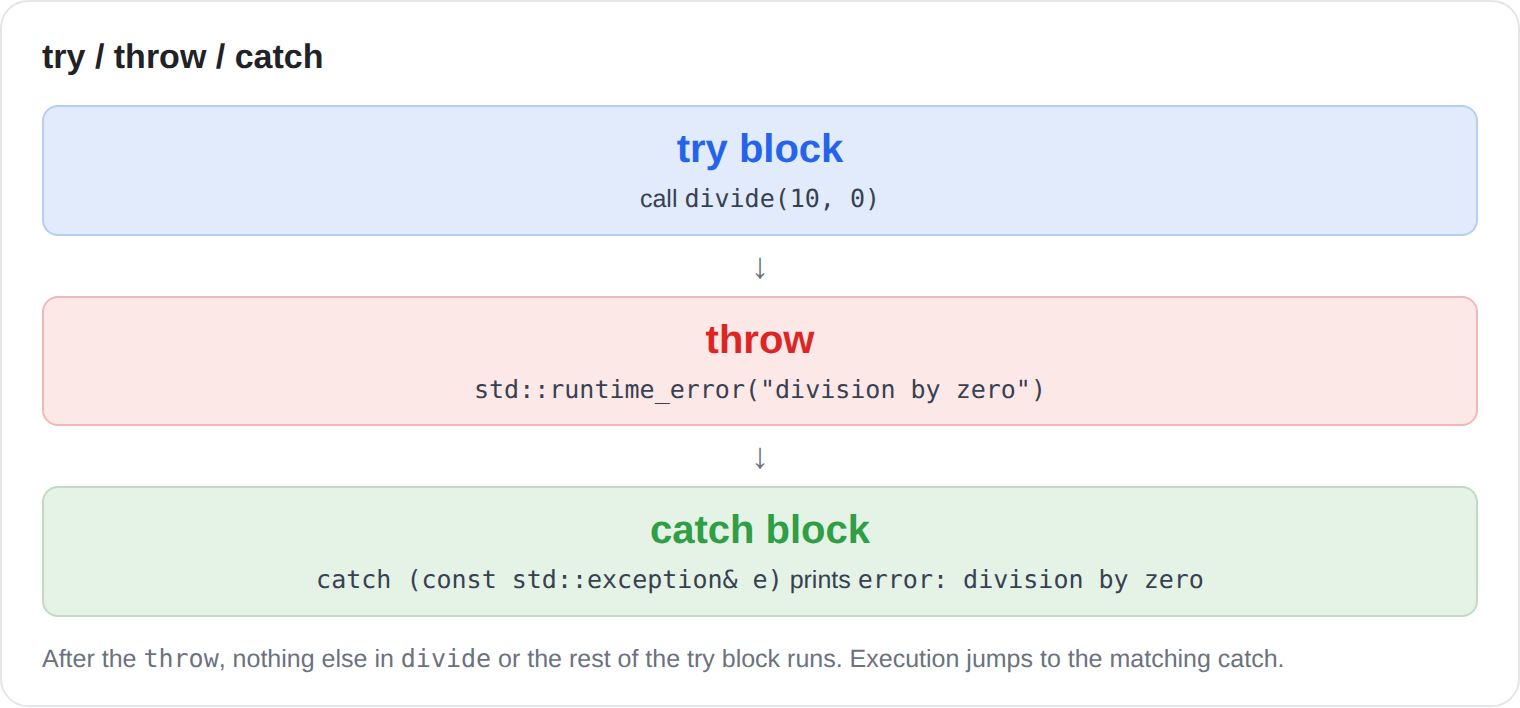 try / throw / catch
try block
call divide(10, 0)
↓
throw
std::runtime_error("division by zero")
↓
catch block
catch (const std::exception& e) prints error: division by zero
After the throw, nothing else in divide or the rest of the try block runs. Execution jumps to the matching catch.